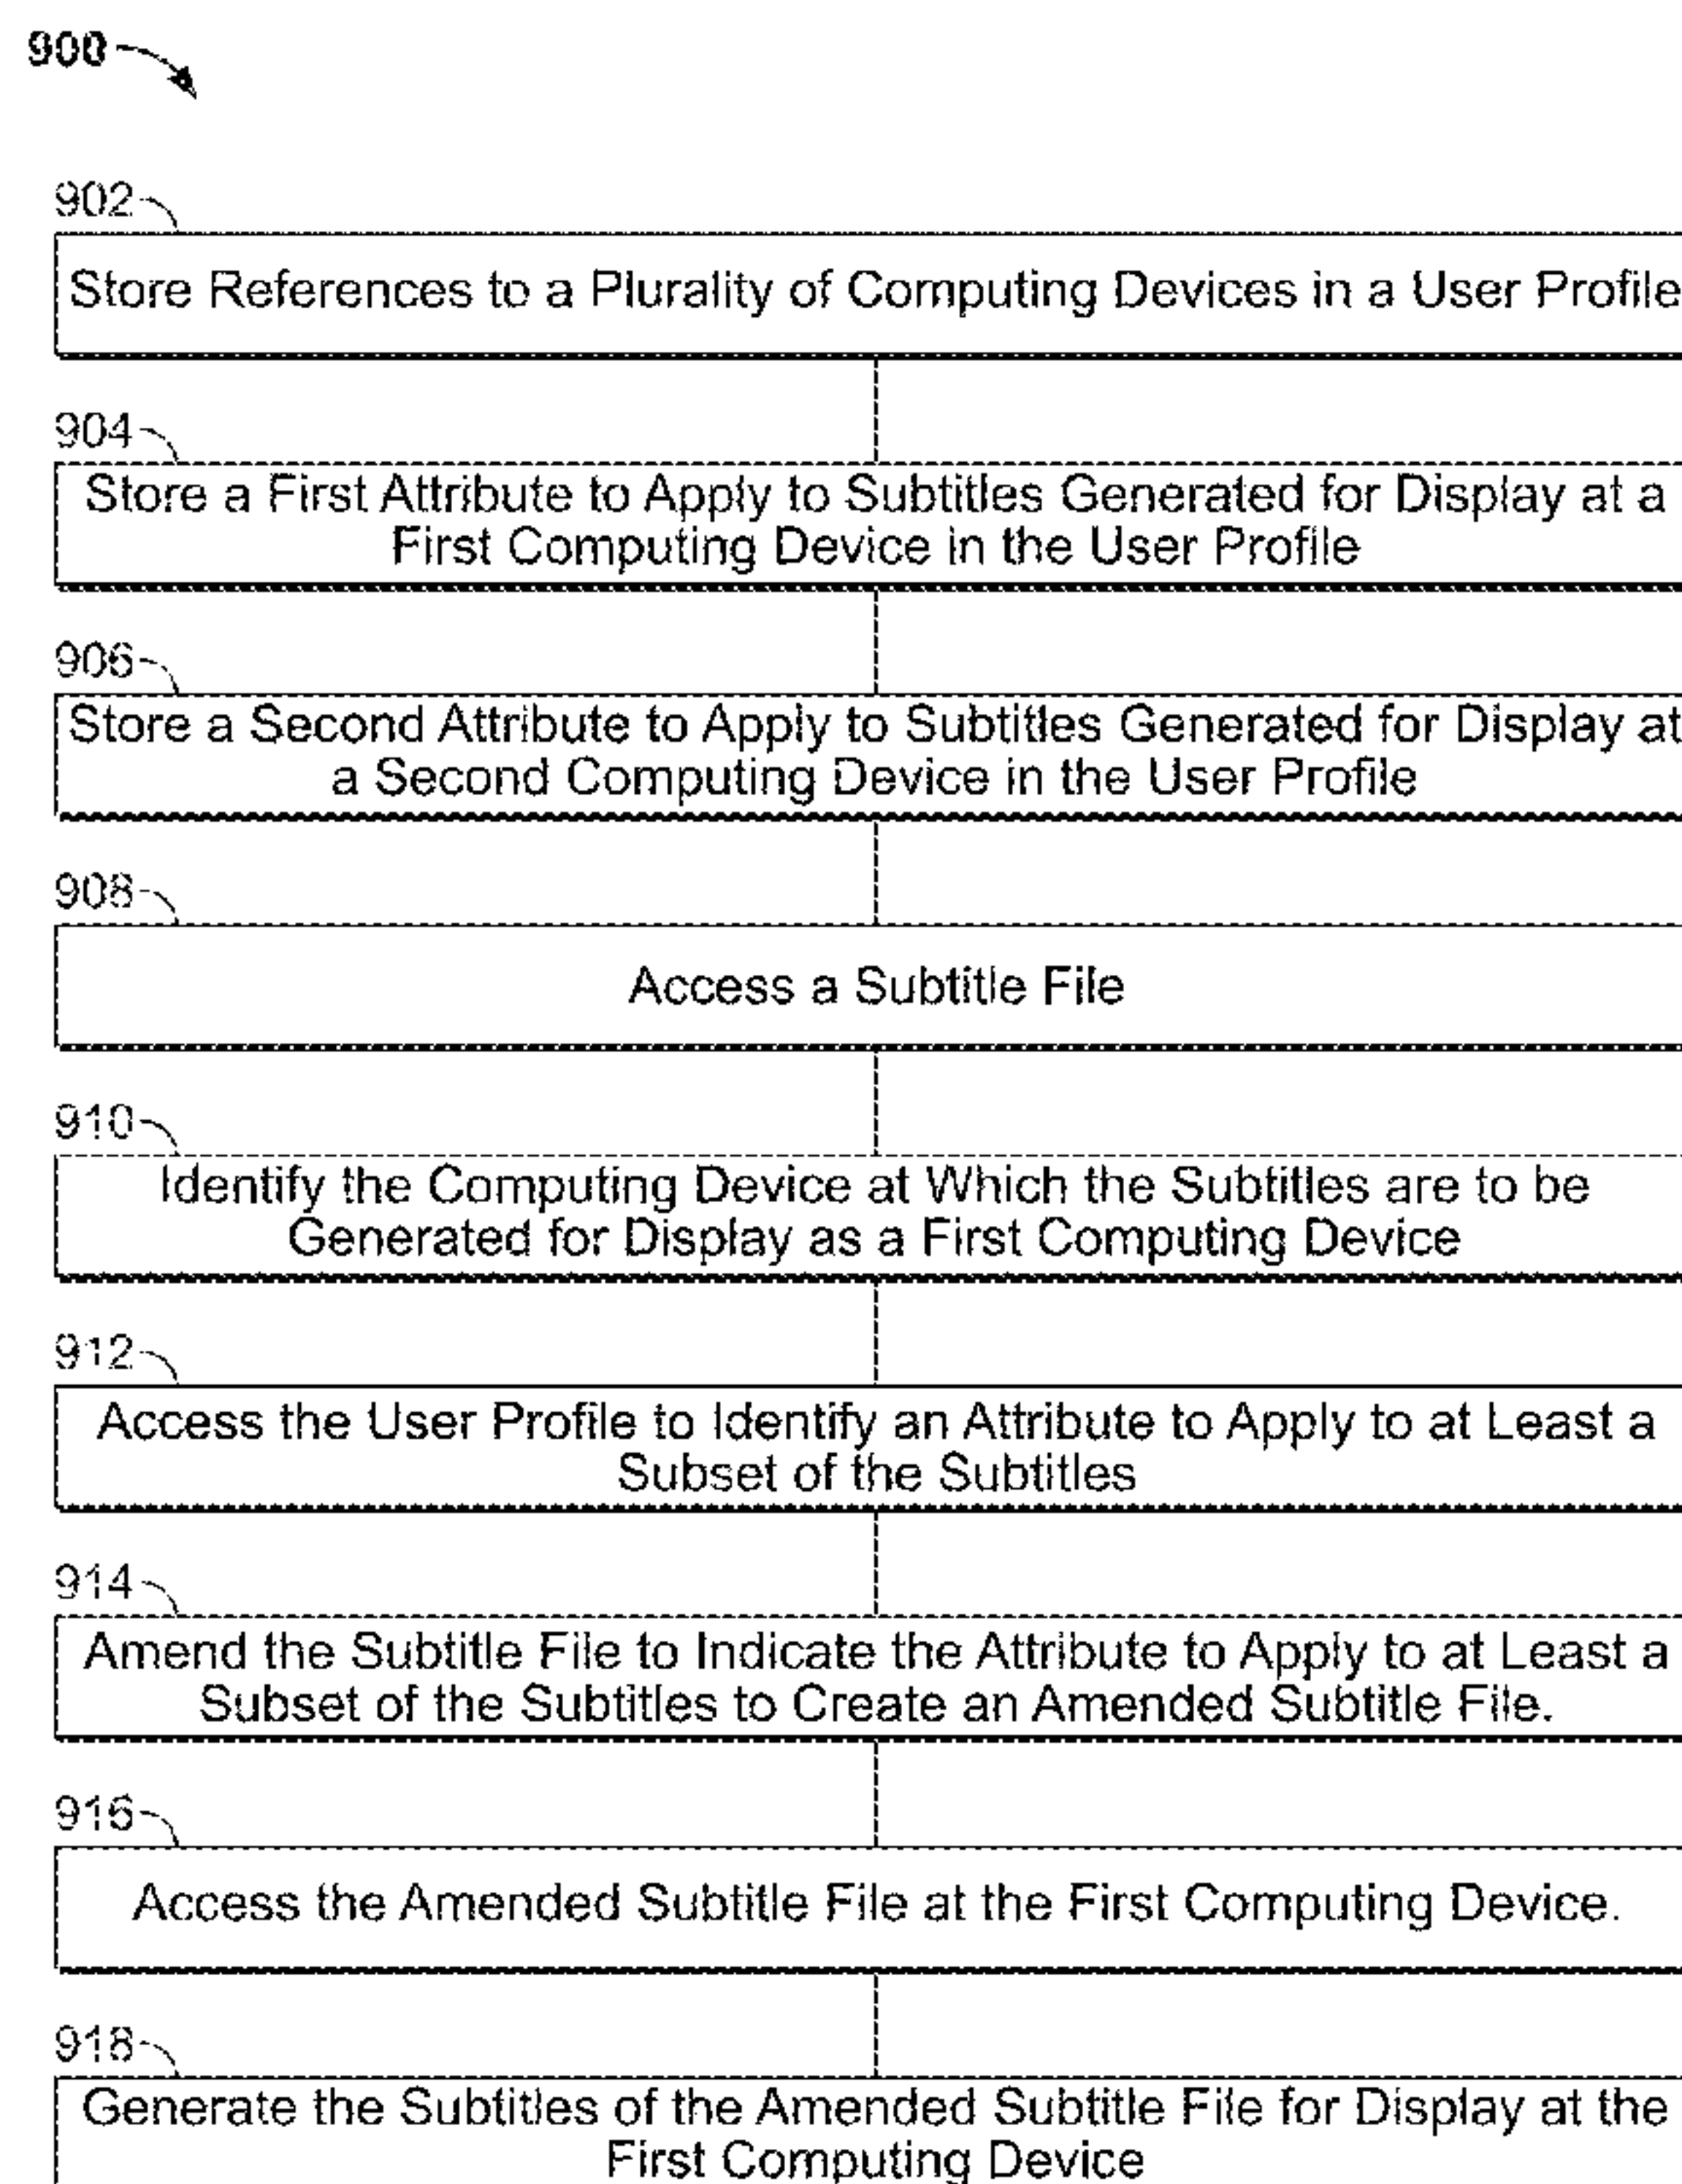 900
902
Store References to a Plurality of Computing Devices in a User Profile
904
Store a First Attribute to Apply to Subtitles Generated for Display at a
First Computing Device in the User Profile
906
Store a Second Attribute to Apply to Subtitles Generated for Display at
a Second Computing Device in the User Profile
908
Access a Subtitle File
910
Identify the Computing Device at Which the Subtitles are to be
Generated for Display as a First Computing Device
912
Access the User Profile to Identify an Attribute to Apply to at Least a
Subset of the Subtitles
914
Amend the Subtitle File to Indicate the Attribute to Apply to at Least a
Subset of the Subtitles to Create an Amended Subtitle File.
916
Access the Amended Subtitle File at the First Computing Device.
918
Generate the Subtitles of the Amended Subtitle File for Display at the
First Computing Device